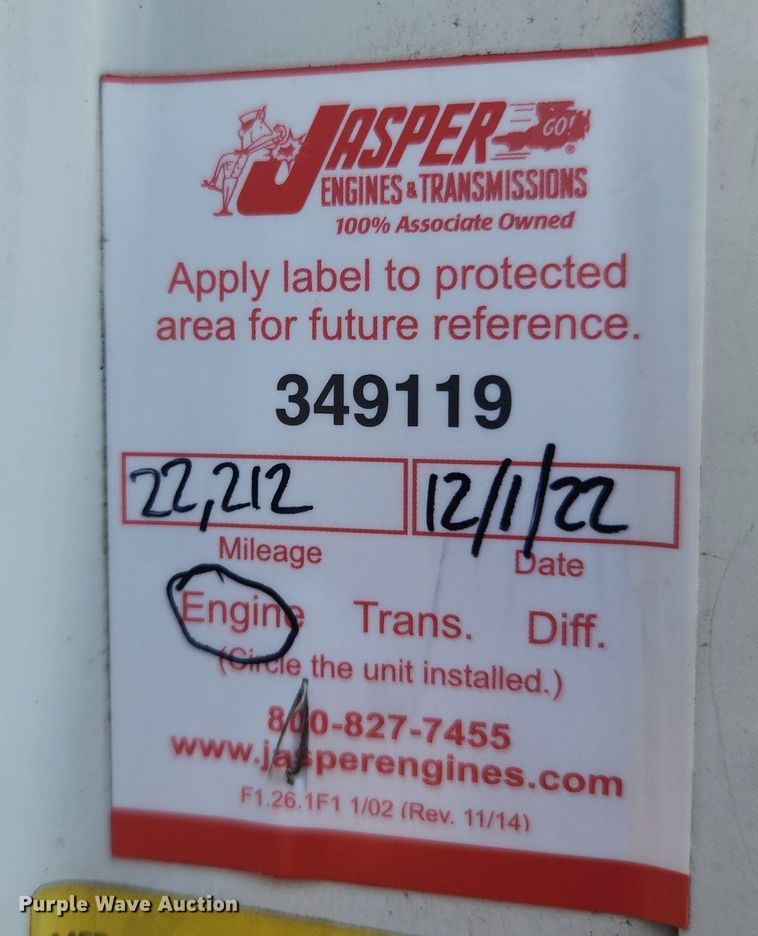 JASPER GO!®
ENGINES & TRANSMISSIONS
100% Associate Owned
Apply label to protected
area for future reference.
349119
22,212 12/1/22
Mileage Date
Engine Trans. Diff.
(Circle the unit installed.)
800-827-7455
www.jasperengines.com
F1.26.1F1 1/02 (Rev. 11/14)
Purple Wave Auction